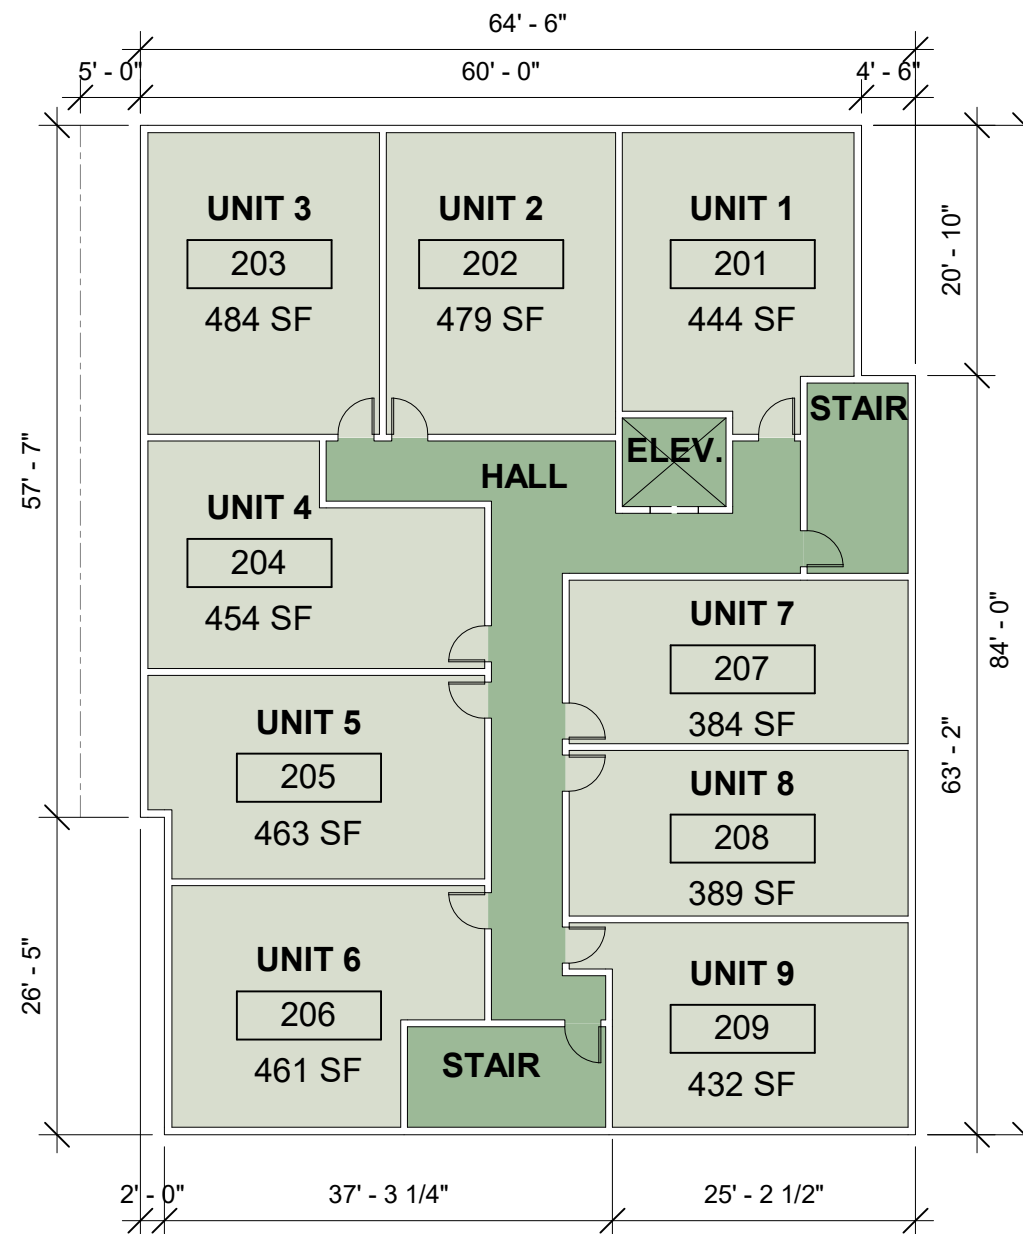 64' - 6"
5' - 0"
60' - 0"
4' - 6"
UNIT 3
203
484 SF
UNIT 2
202
479 SF
UNIT 1
201
444 SF
20' - 10"
57' - 7"
STAIR
ELEV.
HALL
UNIT 4
204
454 SF
UNIT 7
207
384 SF
84' - 0"
63' - 2"
UNIT 5
205
463 SF
UNIT 8
208
389 SF
26' - 5"
UNIT 6
206
461 SF
UNIT 9
209
432 SF
STAIR
2' - 0"
37' - 3 1/4"
25' - 2 1/2"